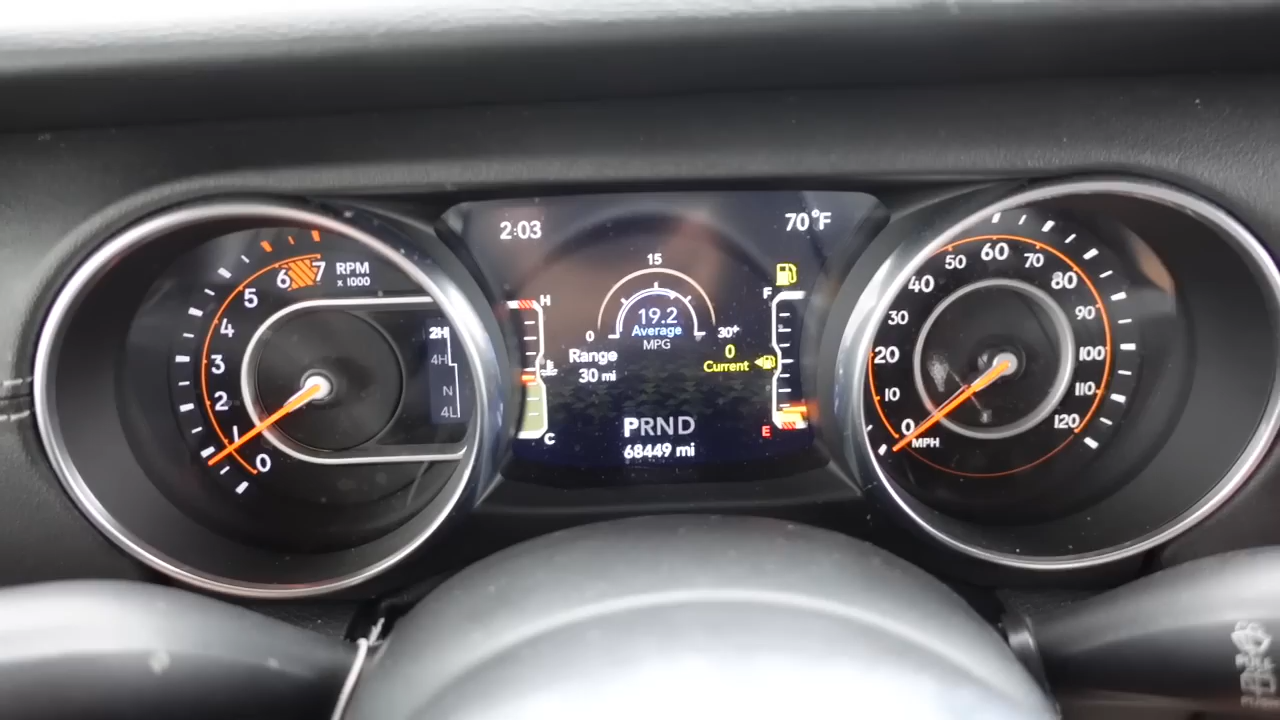 2:03
70°F
6 7 RPM
x 1000
5
4
3
2
1
0
2H
4H
N
4L
H
C
15
0
30+
19.2
Average
MPG
Range
30 mi
0
Current
F
E
PRND
68449 mi
0
10
20
30
40
50
60
70
80
90
100
110
120
MPH
PULL